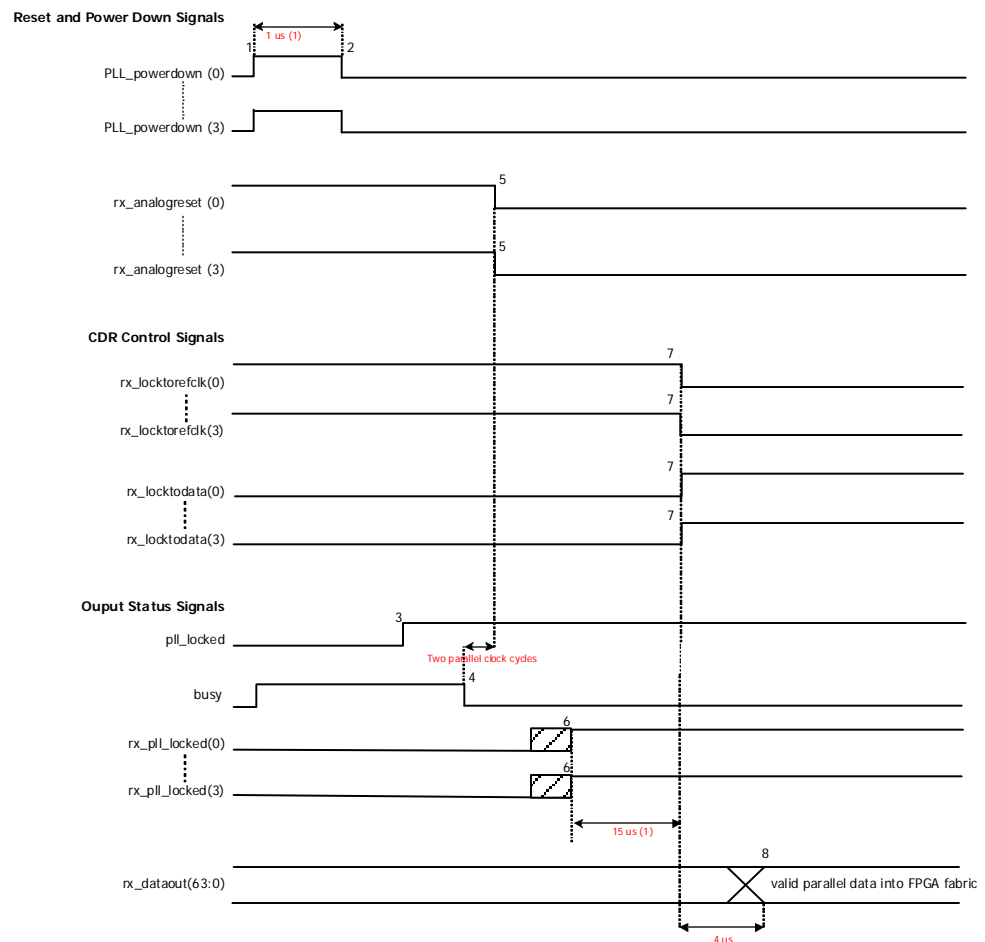 Reset and Power Down Signals
1 us (1)
1
2
PLL_powerdown (0)
PLL_powerdown (3)
5
rx_analogreset (0)
5
rx_analogreset (3)
CDR Control Signals
7
rx_locktorefclk(0)
7
rx_locktorefclk(3)
7
rx_locktodata(0)
7
rx_locktodata(3)
Ouput Status Signals
3
pll_locked
Two parallel clock cycles
4
busy
6
rx_pll_locked(0)
6
rx_pll_locked(3)
15 us (1)
8
rx_dataout(63:0)
valid parallel data into FPGA fabric
4 us